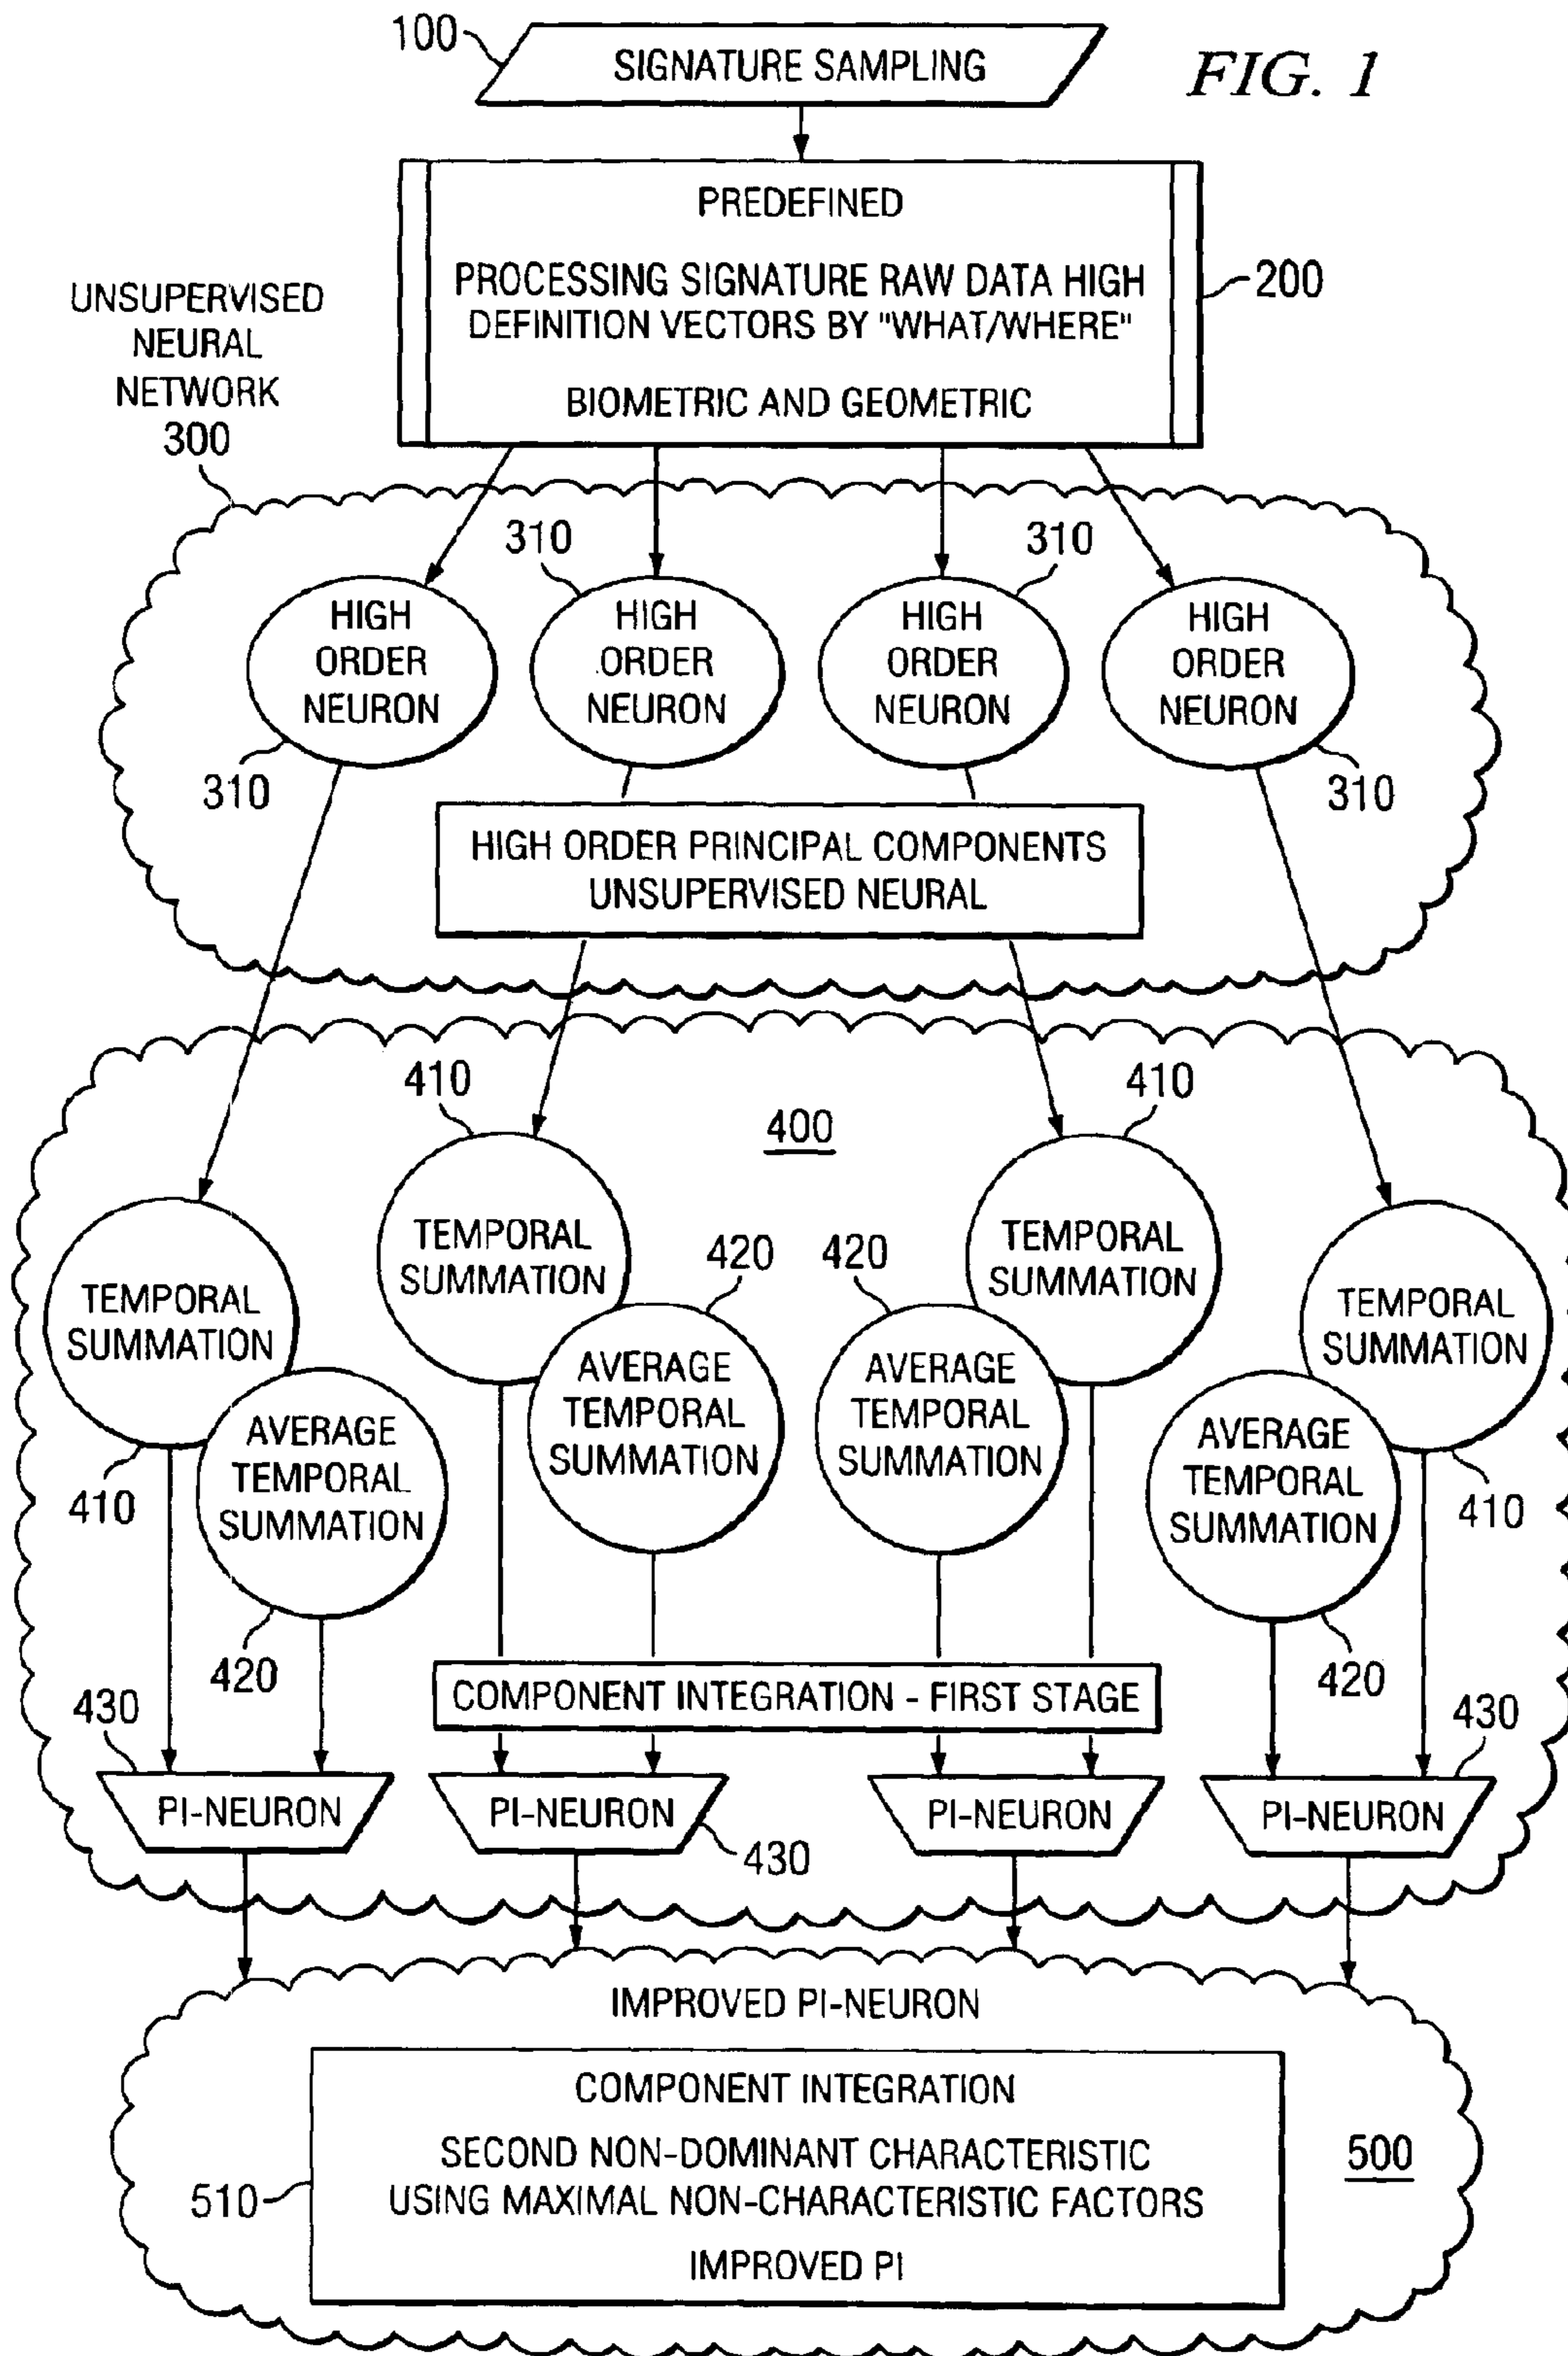 100
SIGNATURE SAMPLING
FIG. 1
PREDEFINED
PROCESSING SIGNATURE RAW DATA HIGH
DEFINITION VECTORS BY "WHAT/WHERE"
BIOMETRIC AND GEOMETRIC
200
UNSUPERVISED
NEURAL
NETWORK
300
310
310
HIGH
ORDER
NEURON
HIGH
ORDER
NEURON
HIGH
ORDER
NEURON
HIGH
ORDER
NEURON
310
310
HIGH ORDER PRINCIPAL COMPONENTS
UNSUPERVISED NEURAL
410
400
410
TEMPORAL
SUMMATION
TEMPORAL
SUMMATION
420
420
TEMPORAL
SUMMATION
TEMPORAL
SUMMATION
AVERAGE
TEMPORAL
SUMMATION
AVERAGE
TEMPORAL
SUMMATION
AVERAGE
TEMPORAL
SUMMATION
AVERAGE
TEMPORAL
SUMMATION
410
410
420
420
COMPONENT INTEGRATION - FIRST STAGE
430
430
PI-NEURON
PI-NEURON
PI-NEURON
PI-NEURON
430
IMPROVED PI-NEURON
COMPONENT INTEGRATION
SECOND NON-DOMINANT CHARACTERISTIC
USING MAXIMAL NON-CHARACTERISTIC FACTORS
IMPROVED PI
510
500